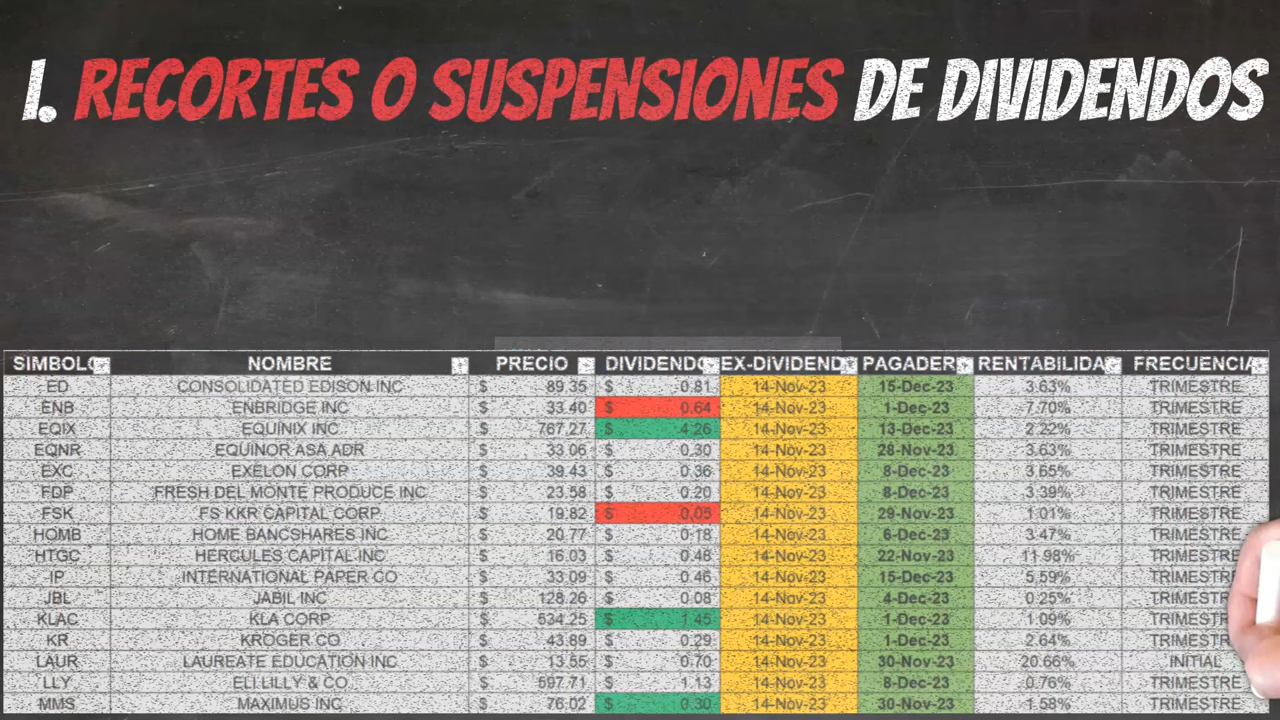 I. RECORTES O SUSPENSIONES DE DIVIDENDOS
SIMBOLO NOMBRE PRECIO DIVIDENDO EX-DIVIDEND PAGADER RENTABILIDA FRECUENCIA
ED CONSOLIDATED EDISON INC $ 89.35 $ 0.81 14-Nov-23 15-Dec-23 3.63% TRIMESTRE
ENB ENBRIDGE INC $ 33.40 $ 0.64 14-Nov-23 1-Dec-23 7.70% TRIMESTRE
EQIX EQUINIX INC $ 767.27 $ 4.26 14-Nov-23 13-Dec-23 2.22% TRIMESTRE
EQNR EQUINOR ASA ADR $ 33.06 $ 0.30 14-Nov-23 28-Nov-23 3.63% TRIMESTRE
EXC EXELON CORP $ 39.43 $ 0.36 14-Nov-23 8-Dec-23 3.65% TRIMESTRE
FDP FRESH DEL MONTE PRODUCE INC $ 23.58 $ 0.20 14-Nov-23 8-Dec-23 3.39% TRIMESTRE
FSK FS KKR CAPITAL CORP $ 19.82 $ 0.05 14-Nov-23 29-Nov-23 1.01% TRIMESTRE
HOMB HOME BANCSHARES INC $ 20.77 $ 0.18 14-Nov-23 6-Dec-23 3.47% TRIMESTRE
HTGC HERCULES CAPITAL INC $ 16.03 $ 0.48 14-Nov-23 22-Nov-23 11.98% TRIMESTRE
IP INTERNATIONAL PAPER CO $ 33.09 $ 0.46 14-Nov-23 15-Dec-23 5.59% TRIMESTRE
JBL JABIL INC $ 128.26 $ 0.08 14-Nov-23 4-Dec-23 0.25% TRIMESTRE
KLAC KLA CORP $ 534.25 $ 1.45 14-Nov-23 1-Dec-23 1.09% TRIMESTRE
KR KROGER CO $ 43.89 $ 0.29 14-Nov-23 1-Dec-23 2.64% TRIMESTRE
LAUR LAUREATE EDUCATION INC $ 13.55 $ 0.70 14-Nov-23 30-Nov-23 20.66% INITIAL
LLY ELI LILLY & CO $ 597.71 $ 1.13 14-Nov-23 8-Dec-23 0.76% TRIMESTRE
MMS MAXIMUS INC $ 76.02 $ 0.30 14-Nov-23 30-Nov-23 1.58% TRIMESTRE